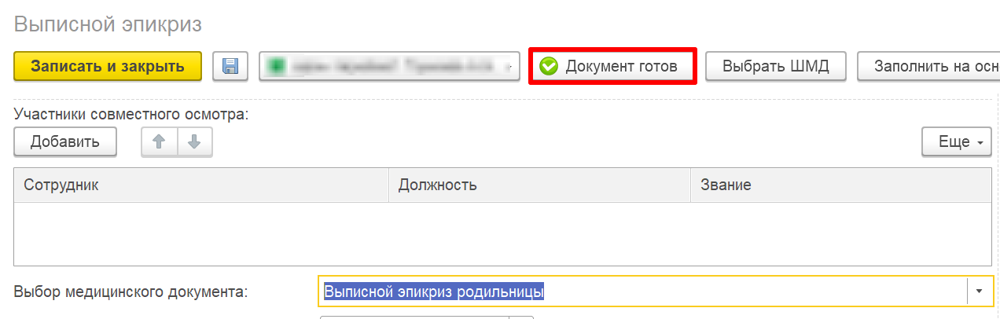 Выписной эпикриз
Записать и закрыть
Документ готов
Выбрать ШМД
Заполнить на осн
Участники совместного осмотра:
Добавить
Еще
Сотрудник Должность Звание
Выбор медицинского документа: Выписной эпикриз родильницы